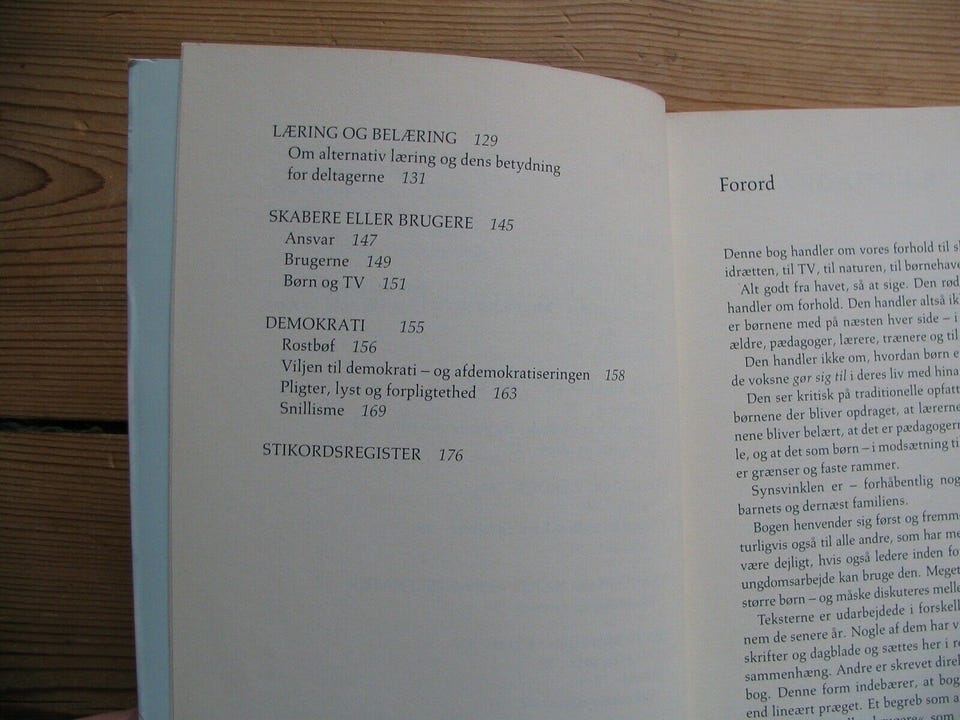 LÆRING OG BELÆRING 129
Om alternativ læring og dens betydning
for deltagerne 131
SKABERE ELLER BRUGERE 145
Ansvar 147
Brugerne 149
Børn og TV 151
DEMOKRATI 155
Rostbøf 156
Viljen til demokrati – og afdemokratiseringen 158
Pligter, lyst og forpligtethed 163
Snillisme 169
STIKORDSREGISTER 176
Forord
Denne bog handler om vores forhold til
idrætten, til TV, til naturen, til
Alt godt fra havet, så at sige. Den
handler om forhold. Den handler altså
er børnene med på næsten hver side – i
ældre, pædagoger, lærere, trænere og
Den handler ikke om, hvordan børn
de voksne gør sig til i deres liv med
Den ser kritisk på traditionelle
børnene der bliver opdraget, at
nene bliver belært, at det er
le, og at det som børn – i modsætning
er grænser og faste rammer.
Synsvinklen er – forhåbentlig
barnets og dernæst familiens.
Bogen henvender sig først og
turligvis også til alle andre, som har
være dejligt, hvis også ledere inden
ungdomsarbejde kan bruge den.
større børn – og måske diskuteres
Teksterne er udarbejdede i
nem de senere år. Nogle af dem har
skrifter og dagblade og sættes her i
sammenhæng. Andre er skrevet
bog. Denne form indebærer, at
end lineært præget. Et begreb som